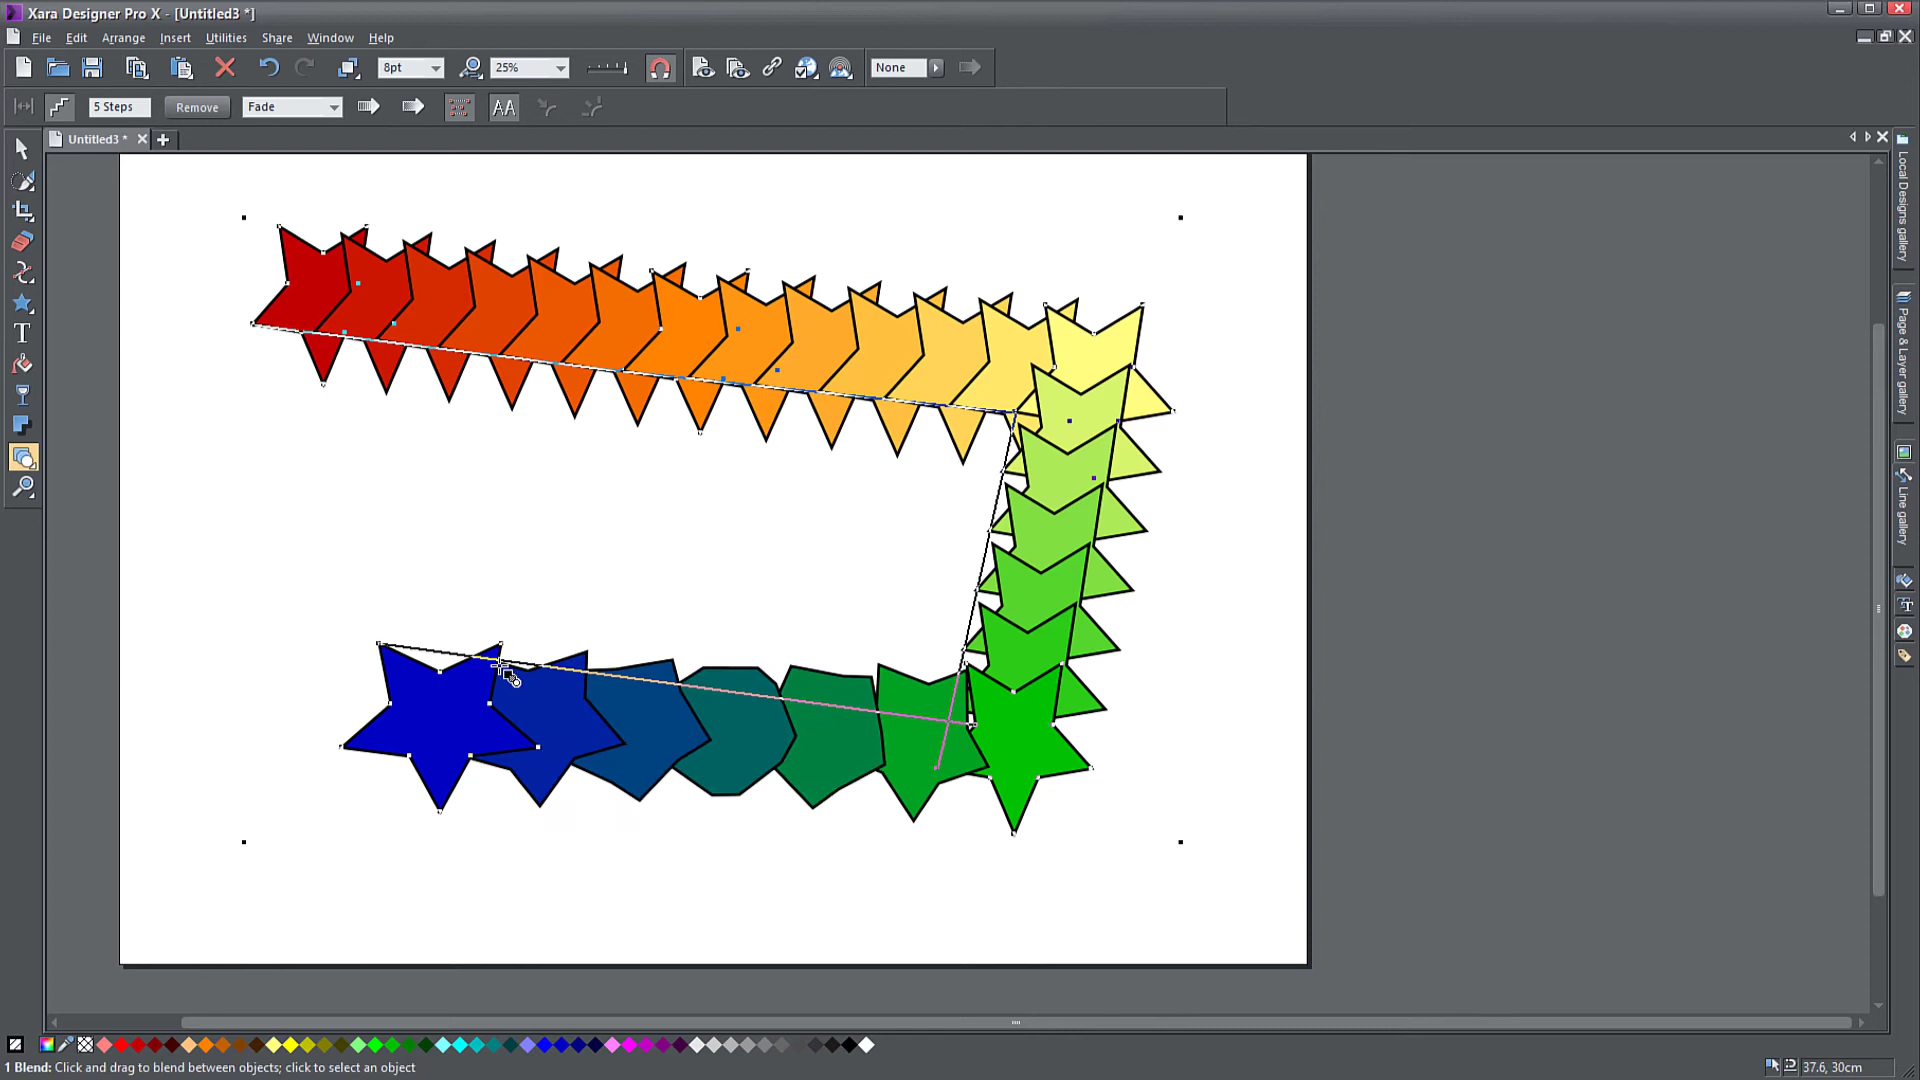 Xara Designer Pro X - [Untitled3 *]
File Edit Arrange Insert Utilities Share Window Help
8pt 25% None
5 Steps Remove Fade AA
Untitled3 *
T
Local Designs gallery
Page & Layer gallery
Line gallery
1 Blend: Click and drag to blend between objects; click to select an object
37.6, 30cm